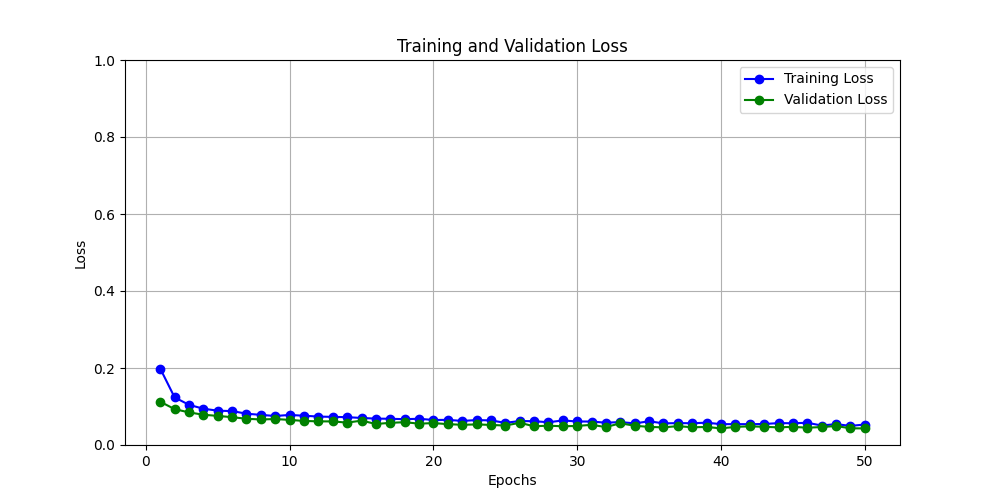 Training and Validation Loss
Training Loss
Validation Loss
1.0
0.8
0.6
0.4
0.2
0.0
Loss
0 10 20 30 40 50
Epochs